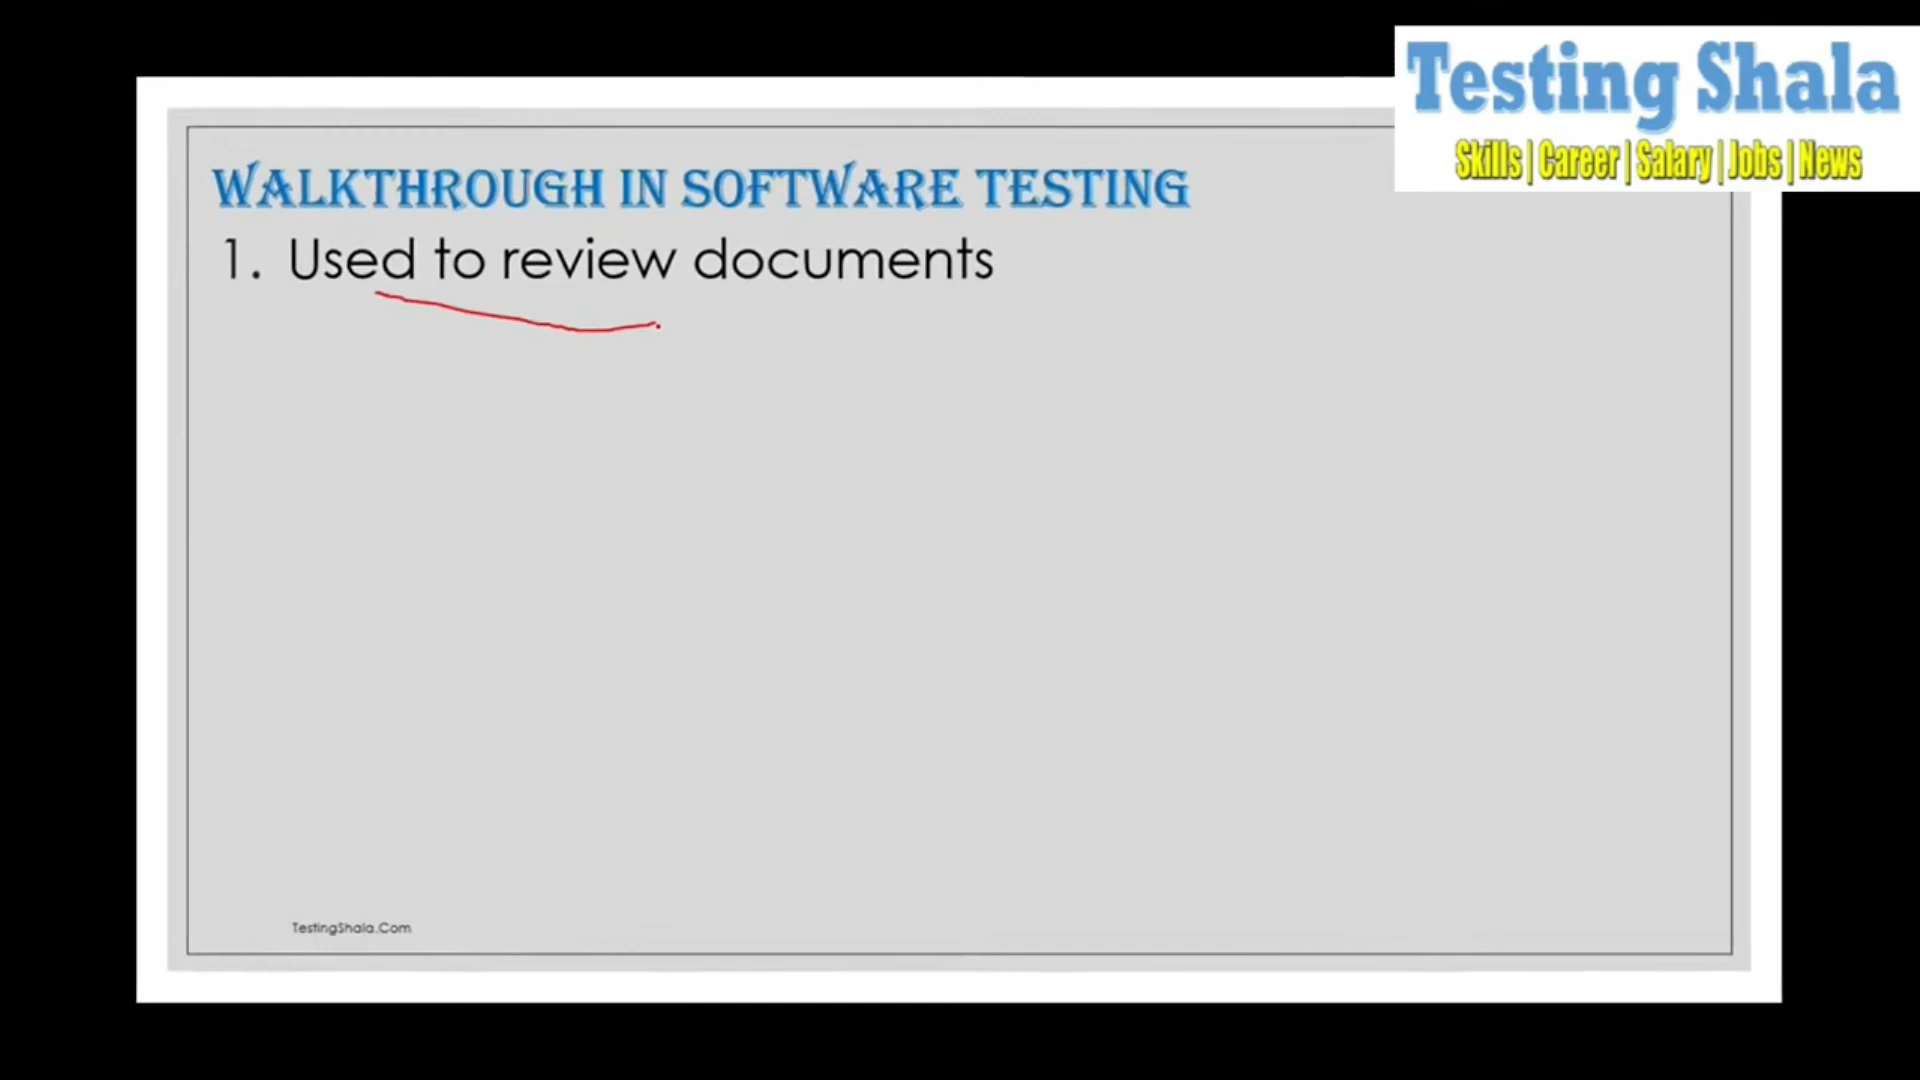 Testing Shala
Skills | Career | Salary | Jobs | News
WALKTHROUGH IN SOFTWARE TESTING
1. Used to review documents
TestingShala.Com